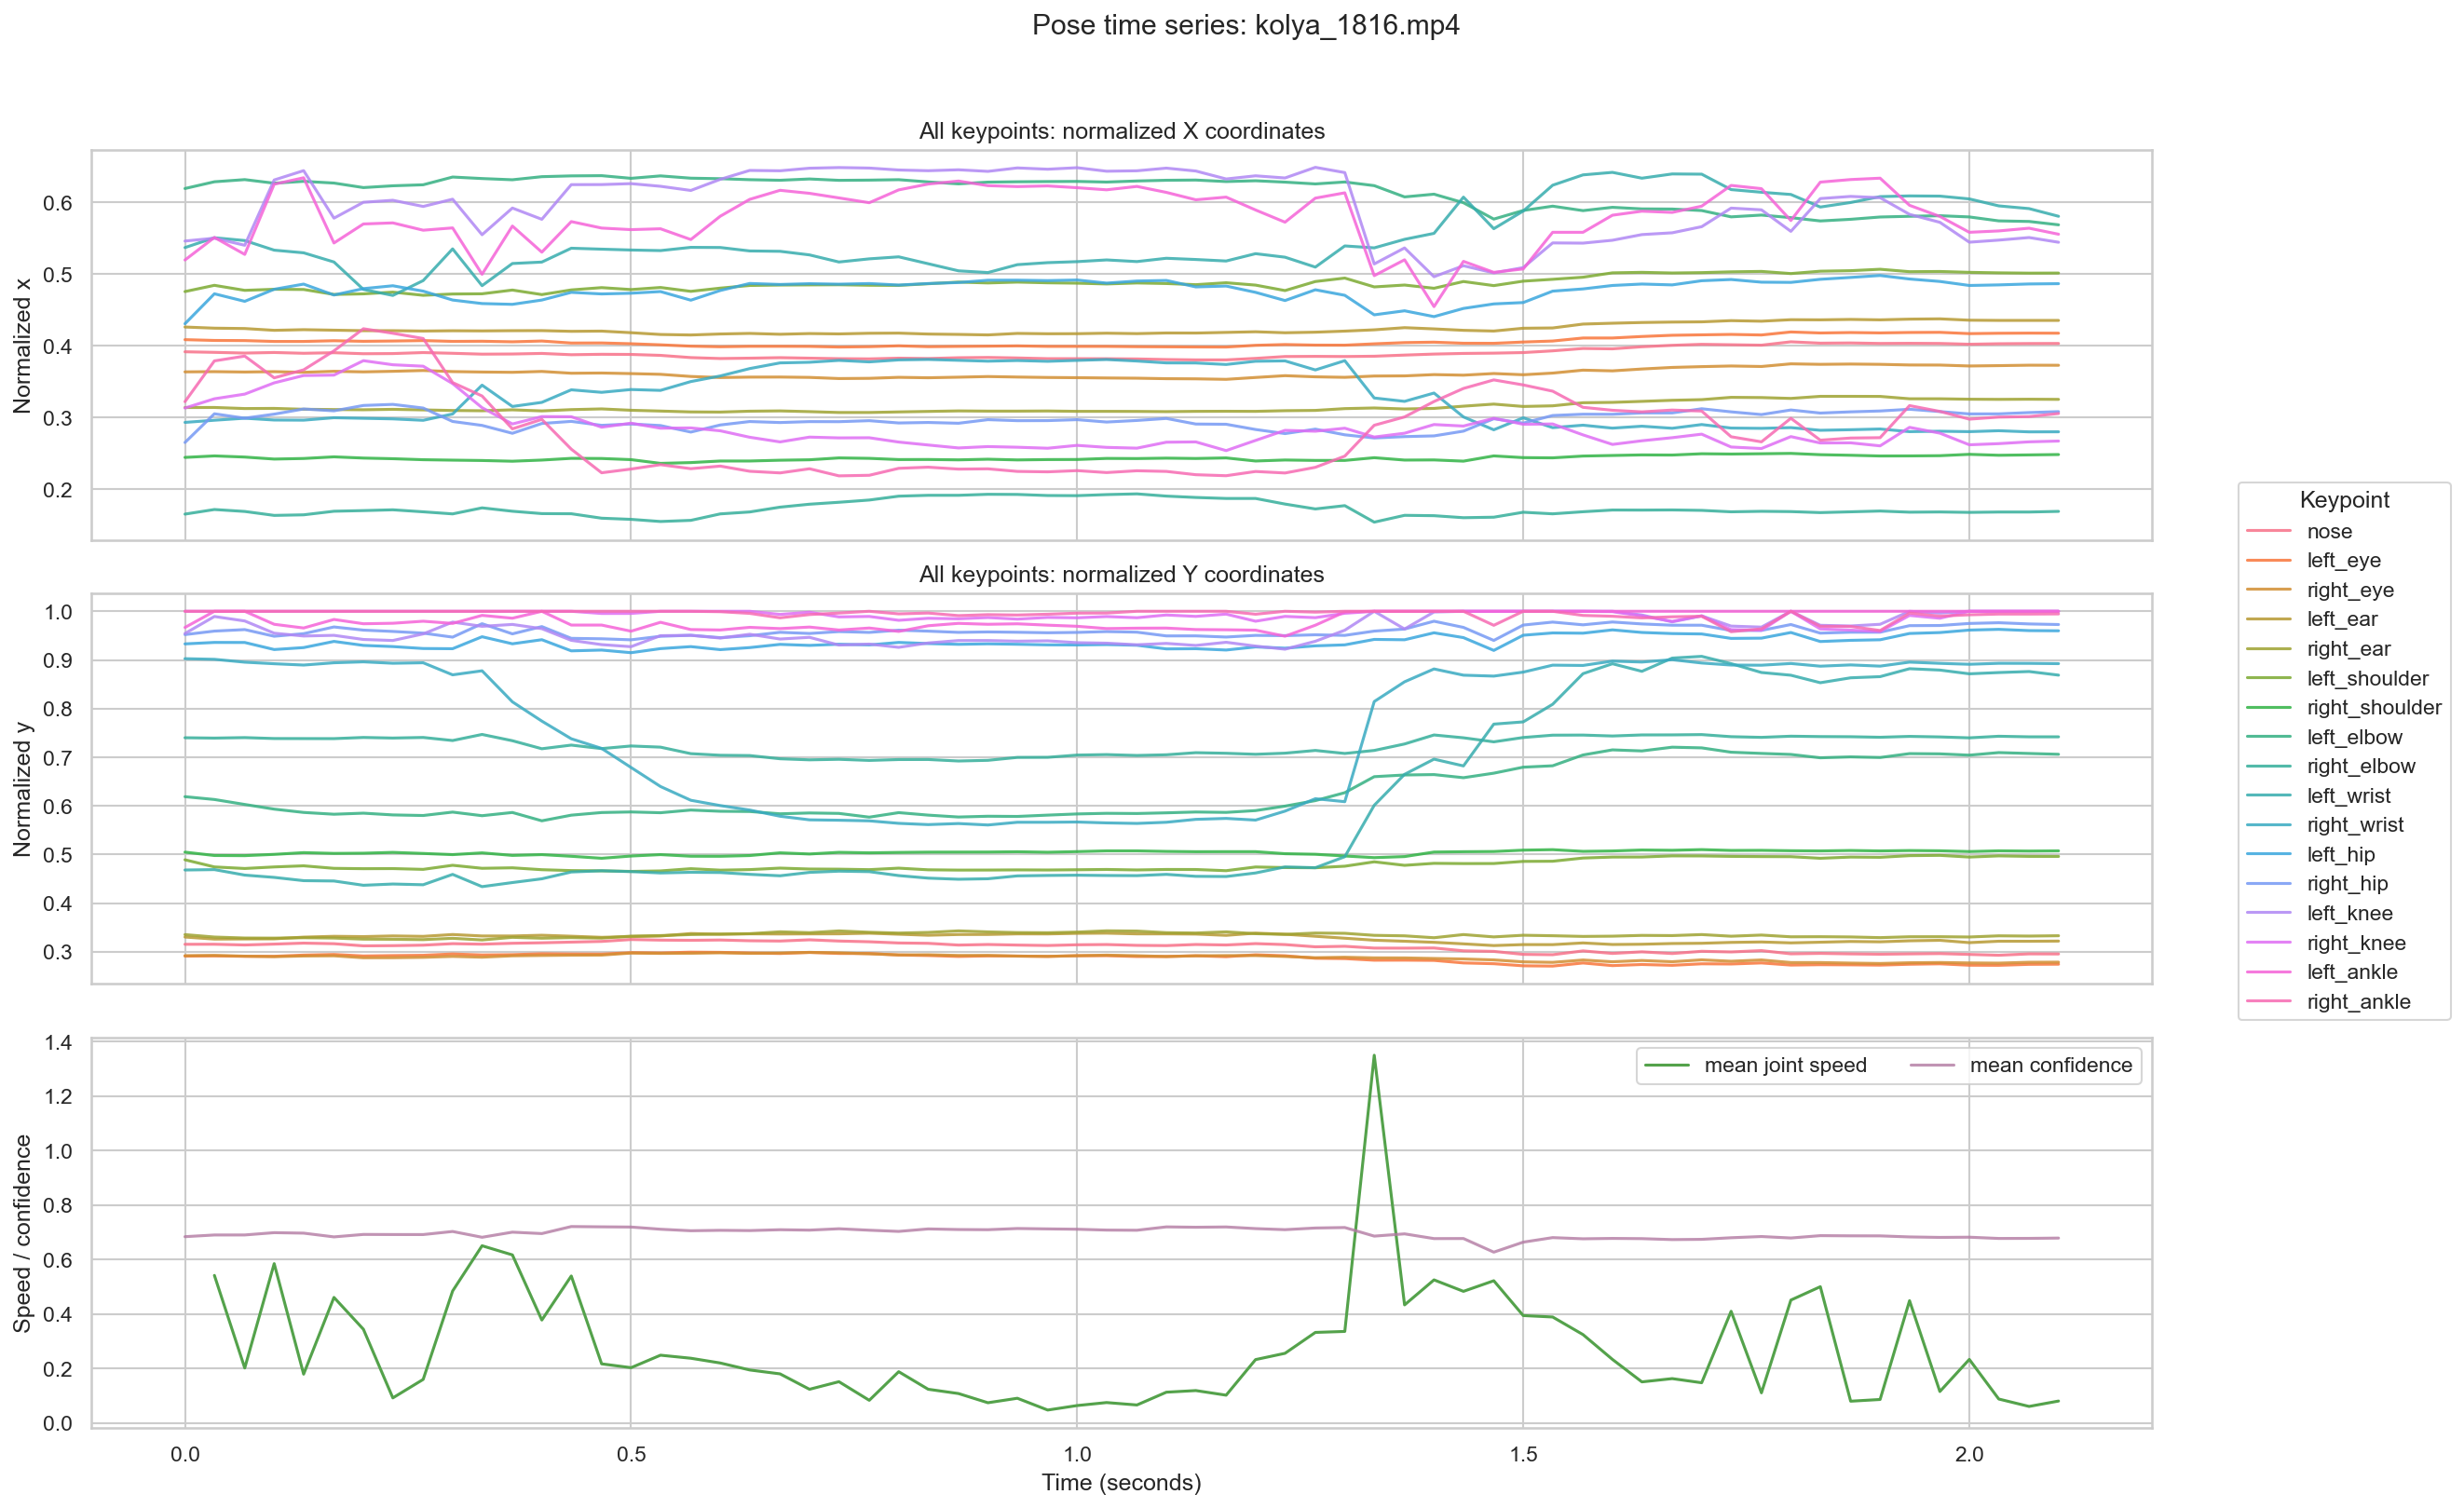 Pose time series: kolya_1816.mp4
All keypoints: normalized X coordinates
Normalized x
0.6
0.5
0.4
0.3
0.2
All keypoints: normalized Y coordinates
Normalized y
1.0
0.9
0.8
0.7
0.6
0.5
0.4
0.3
Keypoint
nose
left_eye
right_eye
left_ear
right_ear
left_shoulder
right_shoulder
left_elbow
right_elbow
left_wrist
right_wrist
left_hip
right_hip
left_knee
right_knee
left_ankle
right_ankle
Speed / confidence
1.4
1.2
1.0
0.8
0.6
0.4
0.2
0.0
mean joint speed mean confidence
0.0 0.5 1.0 1.5 2.0
Time (seconds)